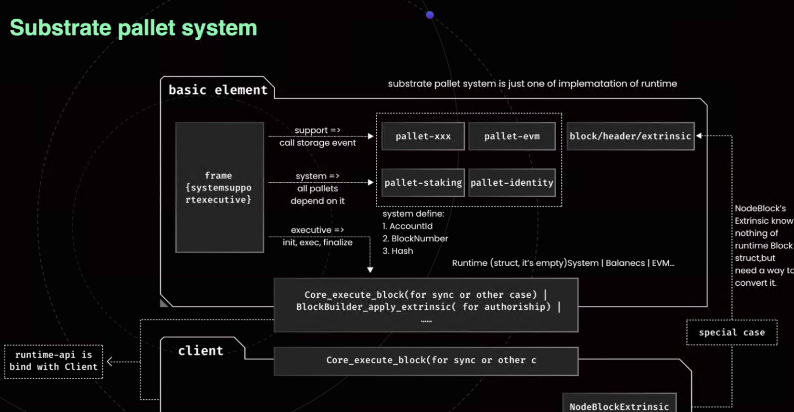 Substrate pallet system
substrate pallet system is just one of implematation of runtime
basic element
frame
{systemsuppo
rtexecutive}
support =>
call storage event
system =>
all pallets
depend on it
executive =>
init, exec, finalize
pallet-xxx
pallet-evm
pallet-staking
pallet-identity
block/header/extrinsic
system define:
1. AccountId
2. BlockNumber
3. Hash
Runtime (struct, it's empty)System | Balanecs | EVM...
NodeBlock's
Extrinsic know
nothing of
runtime Block
struct,but
need a way to
convert it.
Core_execute_block(for sync or other case) |
BlockBuilder_apply_extrinsic( for authoriship) |
……
special case
runtime-api is
bind with Client
client
Core_execute_block(for sync or other c
NodeBlockExtrinsic